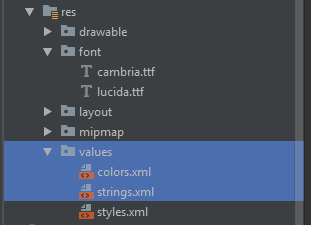 res
drawable
font
cambria.ttf
lucida.ttf
layout
mipmap
values
colors.xml
strings.xml
styles.xml